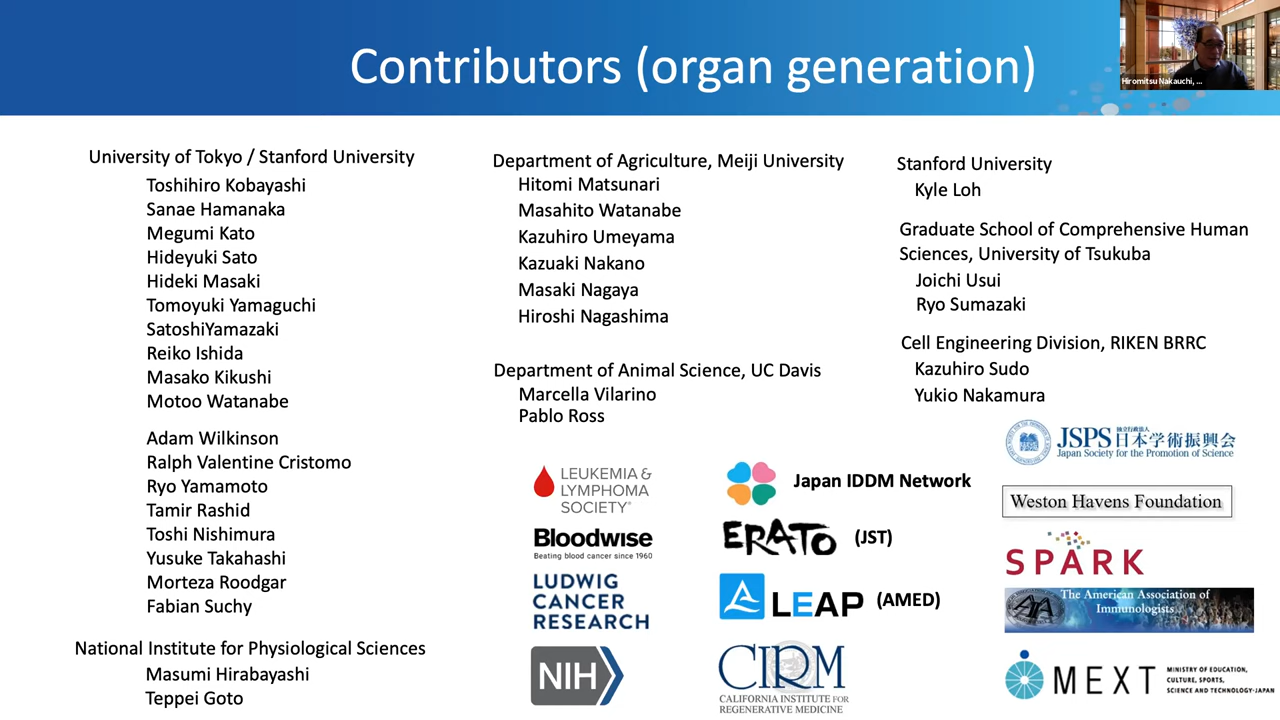 Contributors (organ generation)
Hiromitsu Nakauchi, ...
University of Tokyo / Stanford University
Toshihiro Kobayashi
Sanae Hamanaka
Megumi Kato
Hideyuki Sato
Hideki Masaki
Tomoyuki Yamaguchi
SatoshiYamazaki
Reiko Ishida
Masako Kikushi
Motoo Watanabe
Adam Wilkinson
Ralph Valentine Cristomo
Ryo Yamamoto
Tamir Rashid
Toshi Nishimura
Yusuke Takahashi
Morteza Roodgar
Fabian Suchy
National Institute for Physiological Sciences
Masumi Hirabayashi
Teppei Goto
Department of Agriculture, Meiji University
Hitomi Matsunari
Masahito Watanabe
Kazuhiro Umeyama
Kazuaki Nakano
Masaki Nagaya
Hiroshi Nagashima
Department of Animal Science, UC Davis
Marcella Vilarino
Pablo Ross
Stanford University
Kyle Loh
Graduate School of Comprehensive Human
Sciences, University of Tsukuba
Joichi Usui
Ryo Sumazaki
Cell Engineering Division, RIKEN BRRC
Kazuhiro Sudo
Yukio Nakamura
LEUKEMIA &
LYMPHOMA
SOCIETY®
Bloodwise
Beating blood cancer since 1960
LUDWIG
CANCER
RESEARCH
NIH
Japan IDDM Network
ERATO (JST)
LEAP (AMED)
CIRM
CALIFORNIA INSTITUTE FOR
REGENERATIVE MEDICINE
JSPS 独立行政法人 日本学術振興会
Japan Society for the Promotion of Science
Weston Havens Foundation
SPARK
The American Association of
Immunologists
MEXT
MINISTRY OF EDUCATION,
CULTURE, SPORTS,
SCIENCE AND TECHNOLOGY-JAPAN